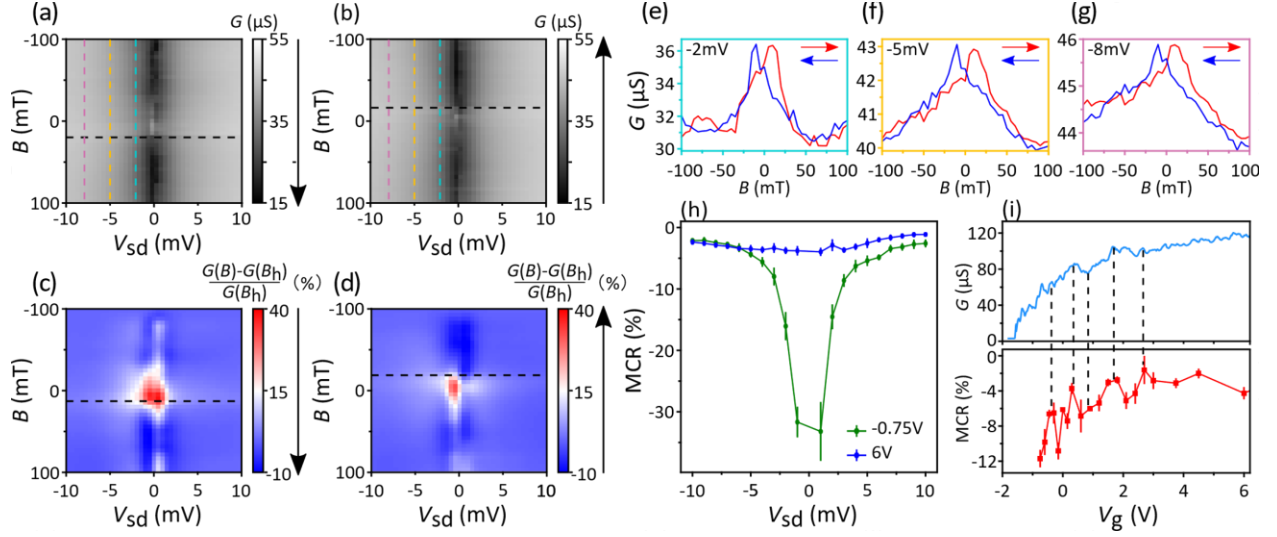 (a)
G (μS)
-100
0
100
B (mT)
-10 -5 0 5 10
Vsd (mV)
55
35
15
(b)
G (μS)
-100
0
100
B (mT)
-10 -5 0 5 10
Vsd (mV)
55
35
15
(c)
G(B)-G(Bh)
G(Bh)
(%)
-100
0
100
B (mT)
-10 -5 0 5 10
Vsd (mV)
40
15
-10
(d)
G(B)-G(Bh)
G(Bh)
(%)
-100
0
100
B (mT)
-10 -5 0 5 10
Vsd (mV)
40
15
-10
(e)
-2mV
G (μS)
36
34
32
30
-100 -50 0 50 100
B (mT)
(f)
-5mV
43
42
41
40
-100 -50 0 50 100
B (mT)
(g)
-8mV
46
45
44
-100 -50 0 50 100
B (mT)
(h)
MCR (%)
0
-10
-20
-30
-0.75V
6V
-10 -5 0 5 10
Vsd (mV)
(i)
G (μS)
120
80
40
0
MCR (%)
0
-4
-8
-12
0 2 4 6
Vg (V)